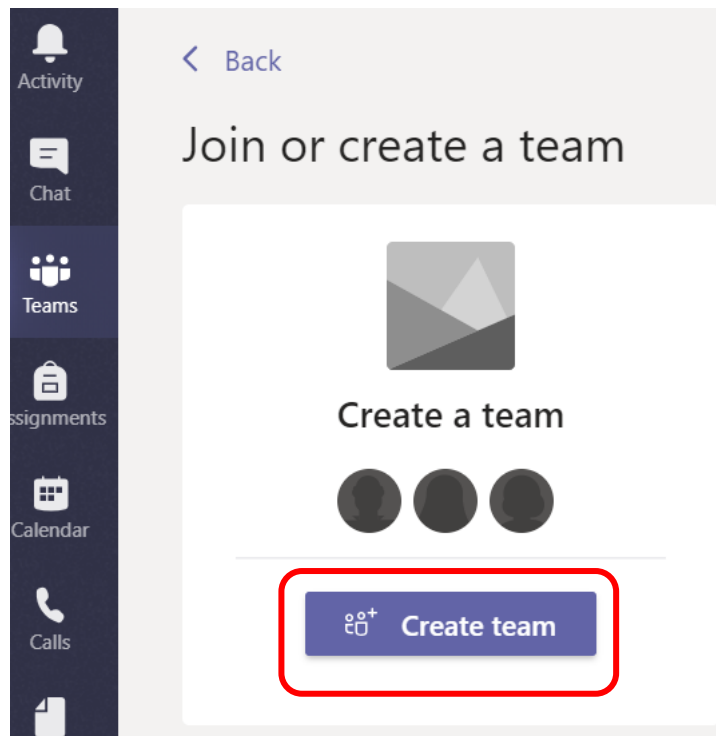 Activity
Chat
Teams
ssignments
Calendar
Calls
Back
Join or create a team
Create a team
Create team